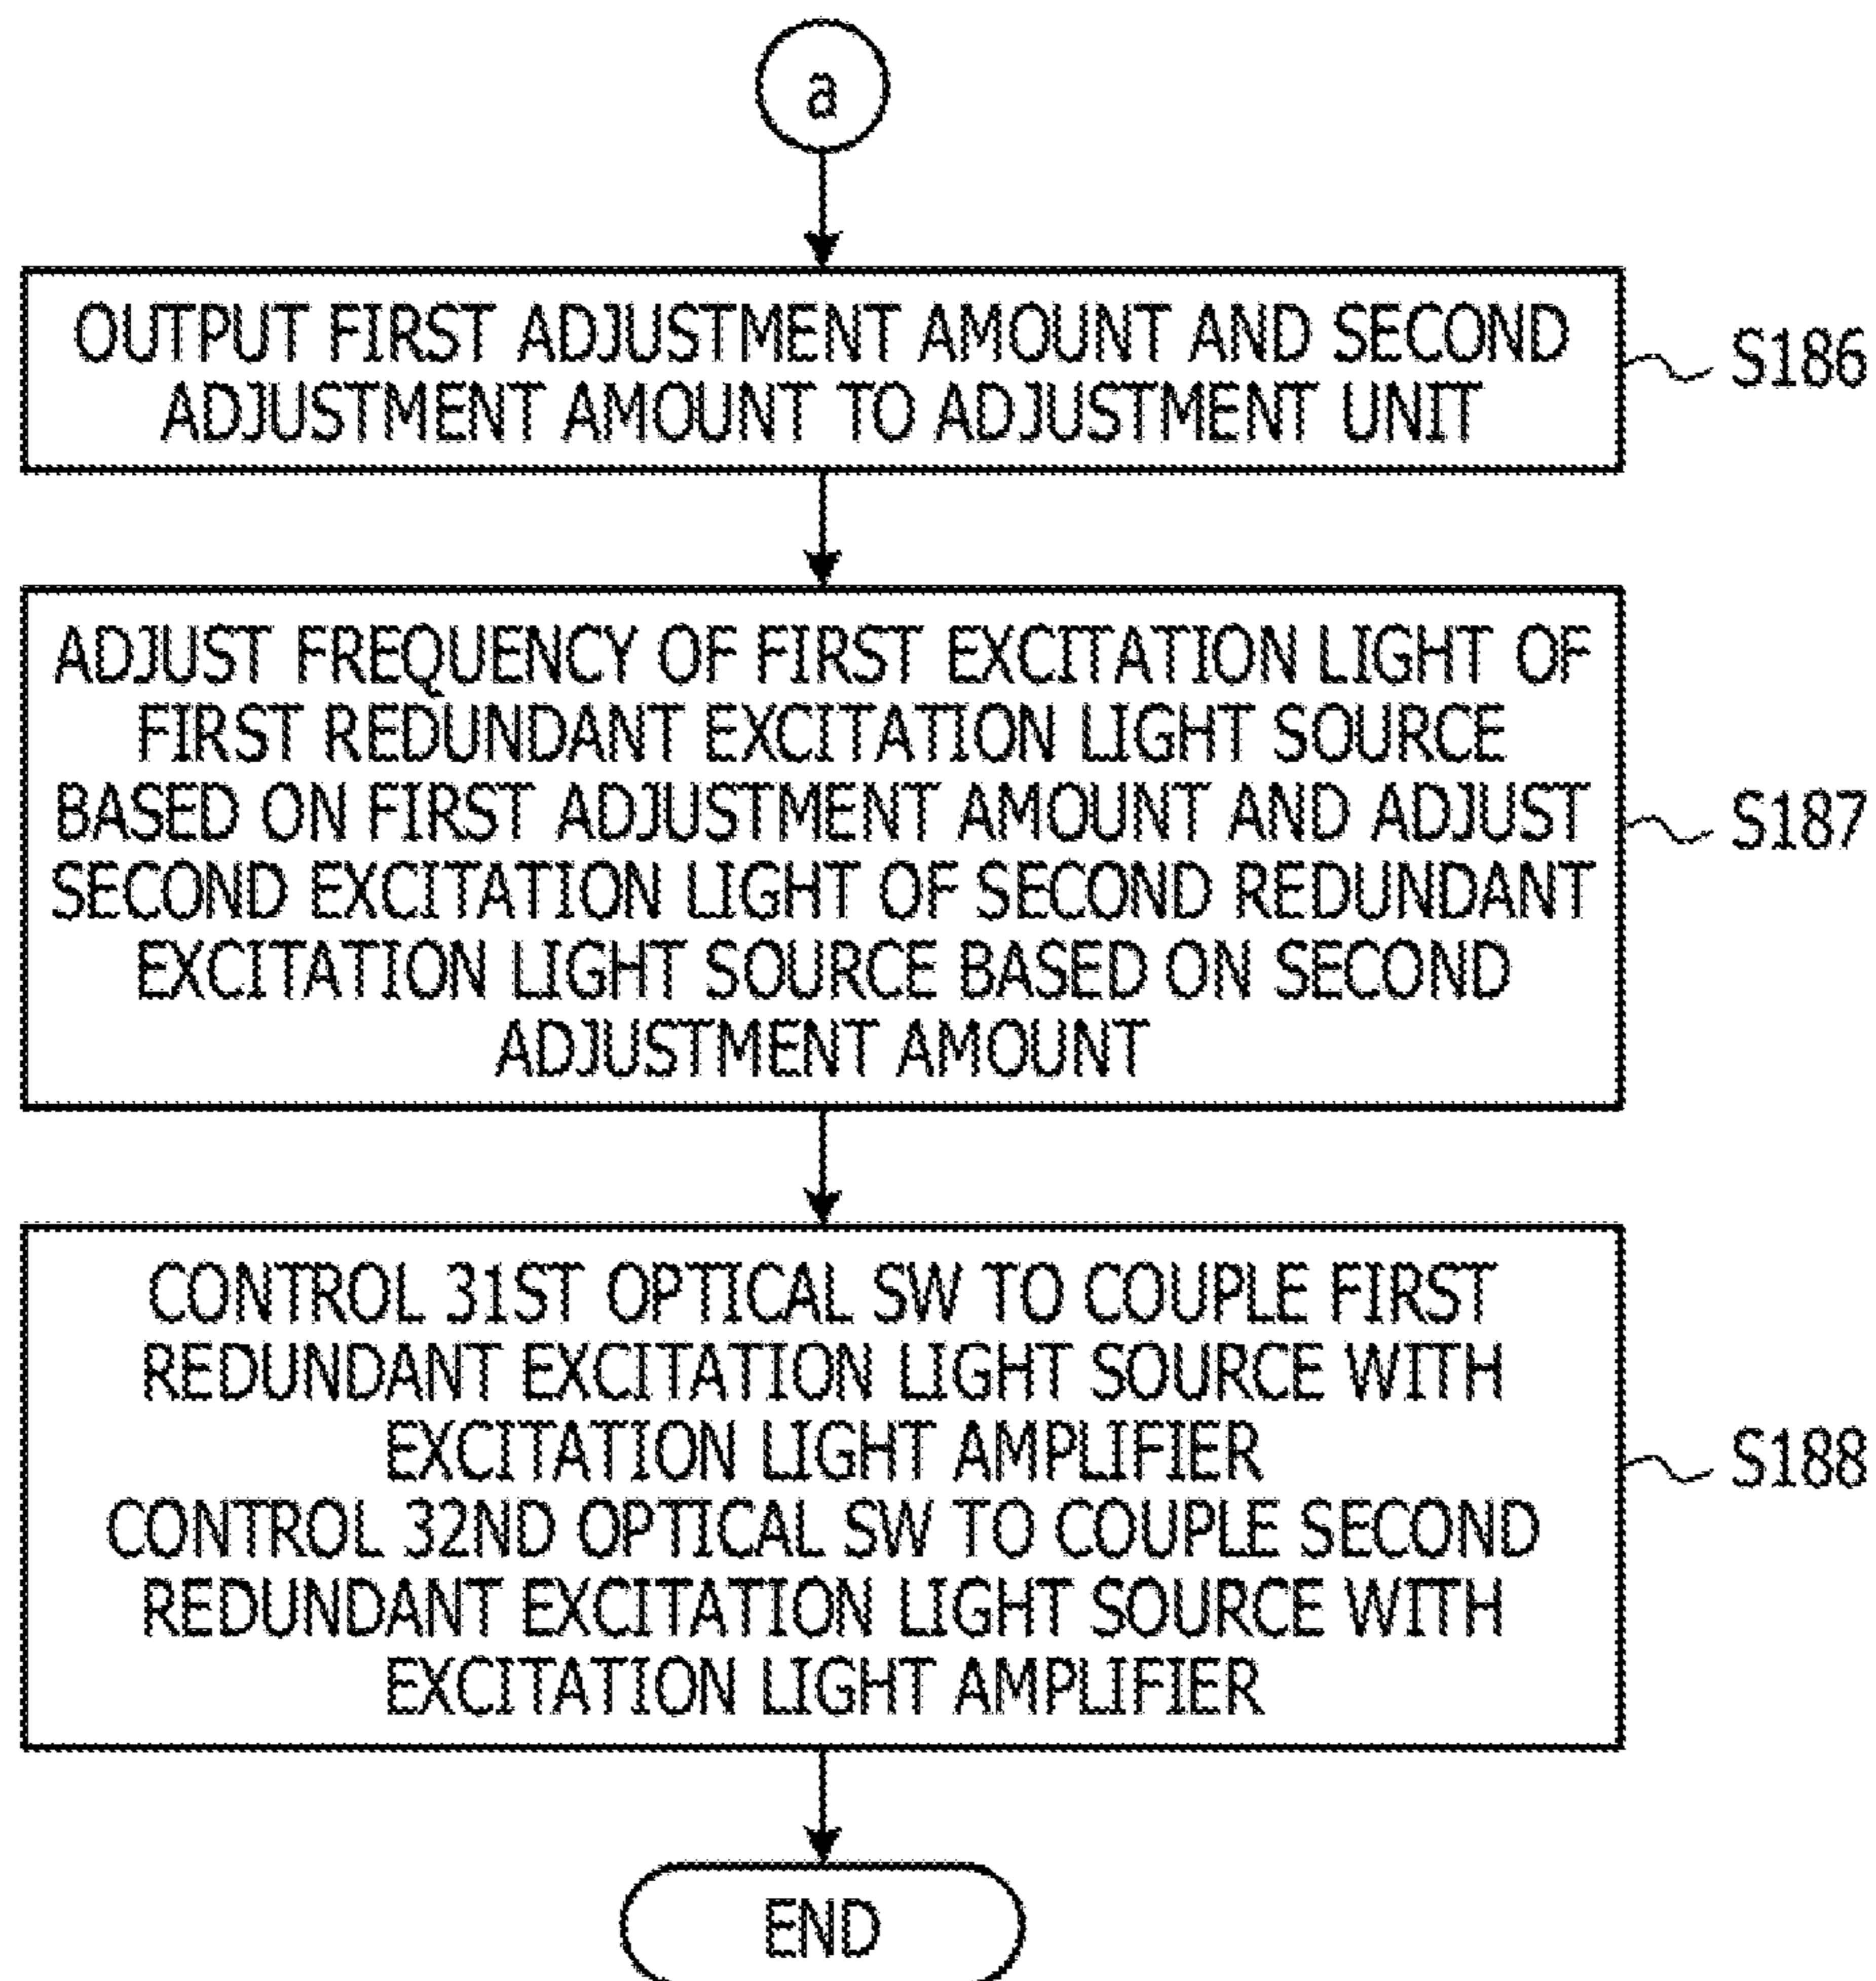 a
OUTPUT FIRST ADJUSTMENT AMOUNT AND SECOND
ADJUSTMENT AMOUNT TO ADJUSTMENT UNIT
S186
ADJUST FREQUENCY OF FIRST EXCITATION LIGHT OF
FIRST REDUNDANT EXCITATION LIGHT SOURCE
BASED ON FIRST ADJUSTMENT AMOUNT AND ADJUST
SECOND EXCITATION LIGHT OF SECOND REDUNDANT
EXCITATION LIGHT SOURCE BASED ON SECOND
ADJUSTMENT AMOUNT
S187
CONTROL 31ST OPTICAL SW TO COUPLE FIRST
REDUNDANT EXCITATION LIGHT SOURCE WITH
EXCITATION LIGHT AMPLIFIER
CONTROL 32ND OPTICAL SW TO COUPLE SECOND
REDUNDANT EXCITATION LIGHT SOURCE WITH
EXCITATION LIGHT AMPLIFIER
S188
END